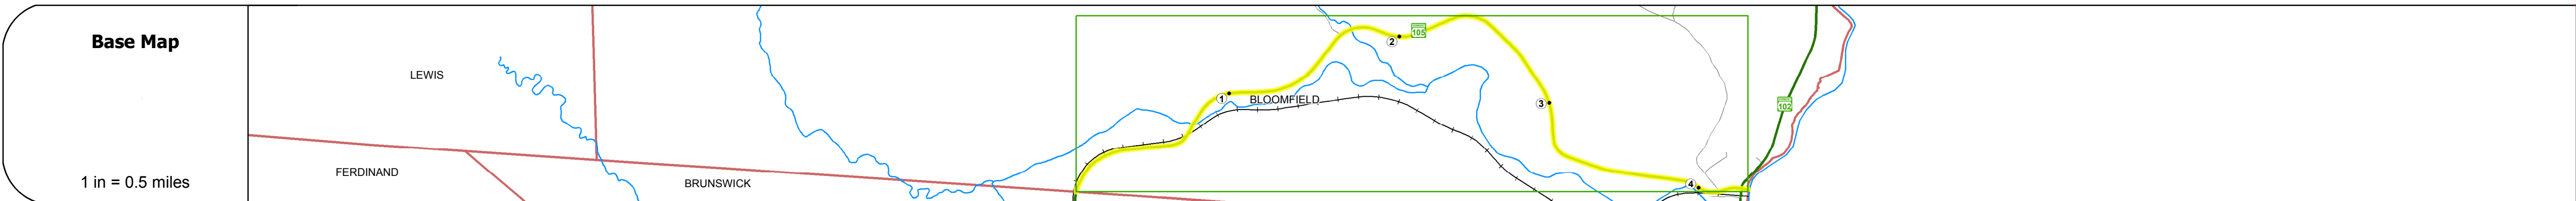 Base Map
LEWIS
FERDINAND
BRUNSWICK
BLOOMFIELD
1
2
105
3
4
102
1 in = 0.5 miles